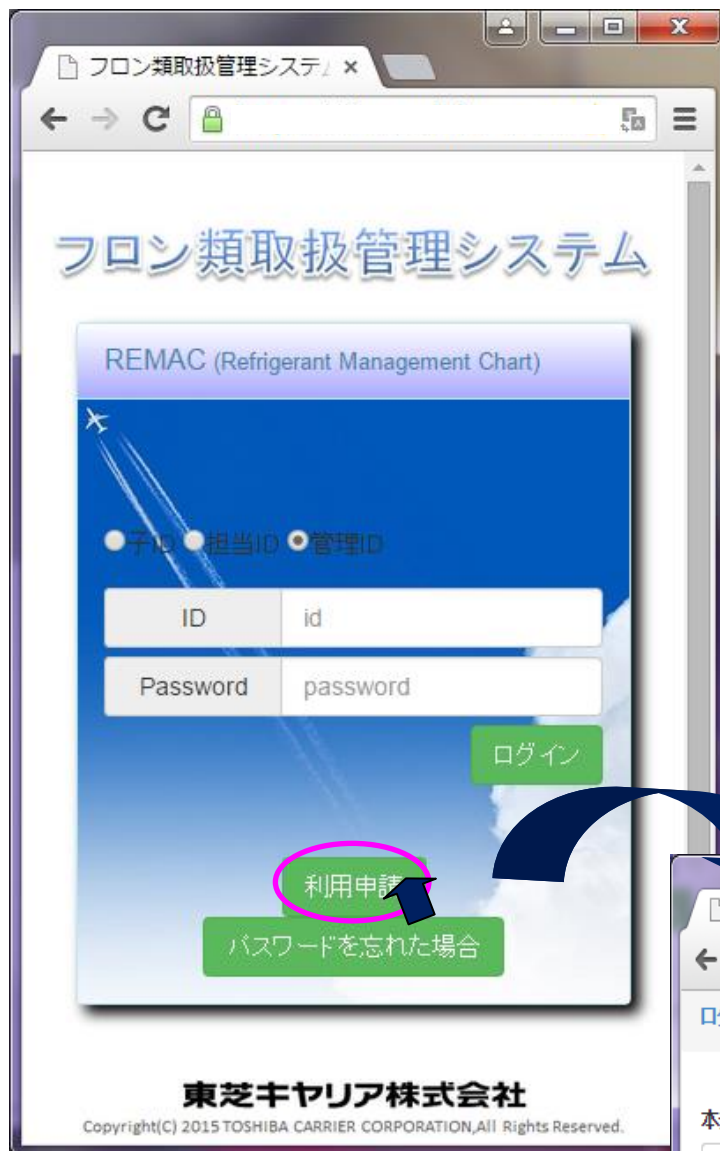 フロン類取扱管理システム
フロン類取扱管理システム
REMAC (Refrigerant Management Chart)
子ID 担当ID 管理ID
ID id
Password password
ログイン
利用申請
パスワードを忘れた場合
東芝キヤリア株式会社
Copyright(C) 2015 TOSHIBA CARRIER CORPORATION,All Rights Reserved.
ロ
本